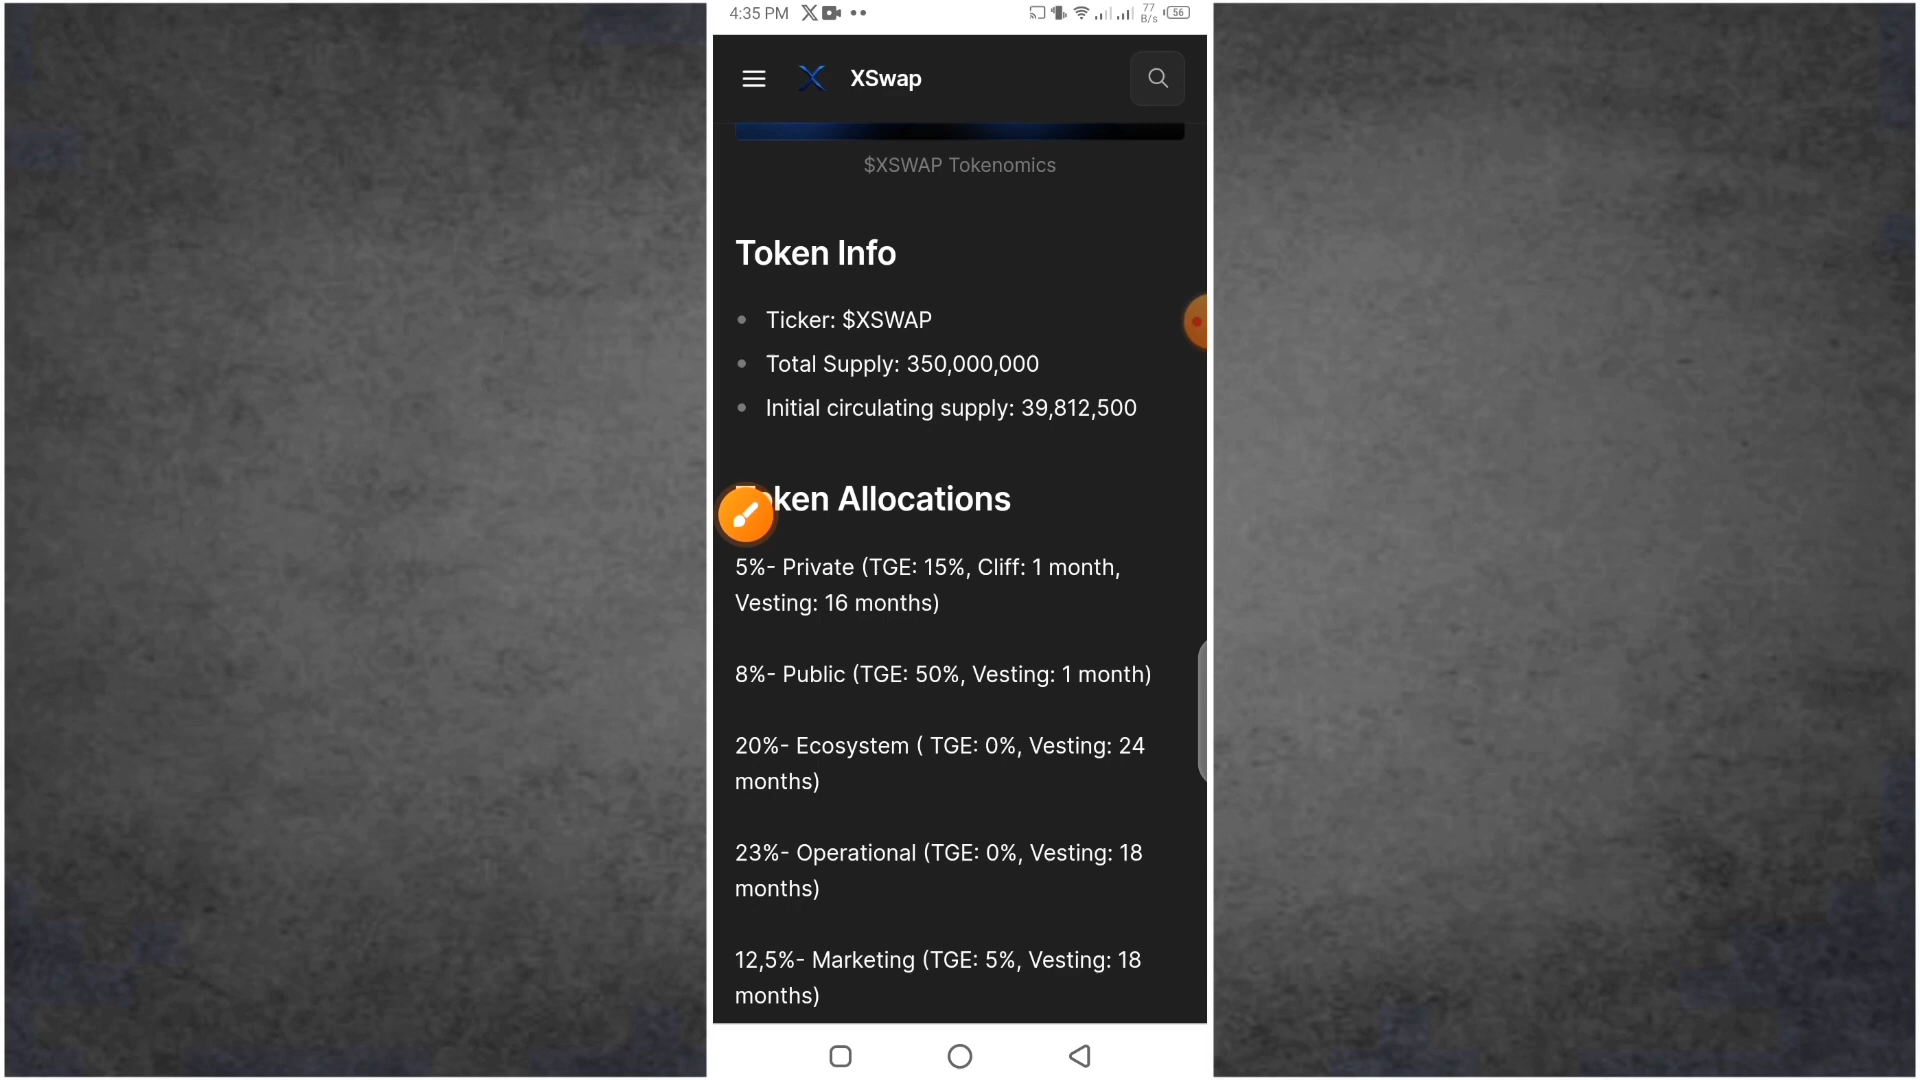 4:35 PM
77
B/s
56
XSwap
$XSWAP Tokenomics
Token Info
Ticker: $XSWAP
Total Supply: 350,000,000
Initial circulating supply: 39,812,500
Token Allocations
5%- Private (TGE: 15%, Cliff: 1 month,
Vesting: 16 months)
8%- Public (TGE: 50%, Vesting: 1 month)
20%- Ecosystem ( TGE: 0%, Vesting: 24
months)
23%- Operational (TGE: 0%, Vesting: 18
months)
12,5%- Marketing (TGE: 5%, Vesting: 18
months)